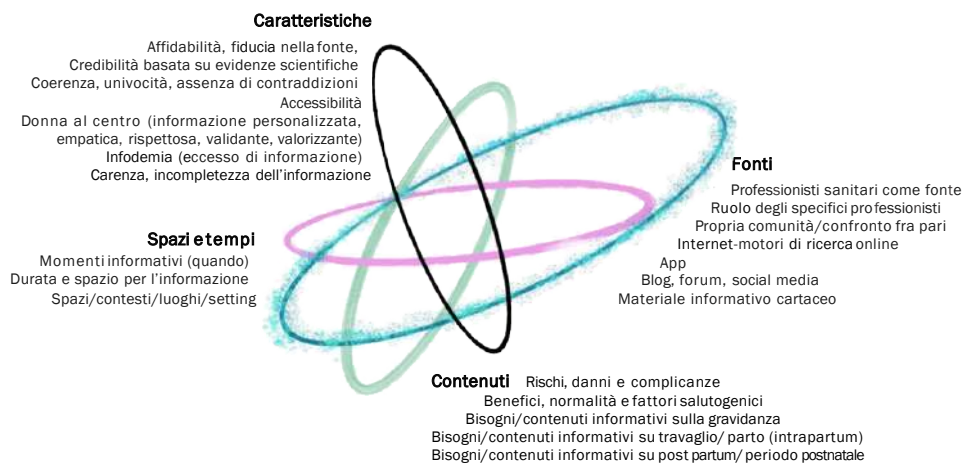 Caratteristiche
Affidabilità, fiducia nella fonte,
Credibilità basata su evidenze scientifiche
Coerenza, univocità, assenza di contraddizioni
Accessibilità
Donna al centro (informazione personalizzata,
empatica, rispettosa, validante, valorizzante)
Infodemia (eccesso di informazione)
Carenza, incompletezza dell'informazione
Fonti
Professionisti sanitari come fonte
Ruolo degli specifici professionisti
Propria comunità/confronto fra pari
Internet-motori di ricerca online
App
Blog, forum, social media
Materiale informativo cartaceo
Spazi e tempi
Momenti informativi (quando)
Durata e spazio per l'informazione
Spazi/contesti/luoghi/setting
Contenuti Rischi, danni e complicanze
Benefici, normalità e fattori salutogenici
Bisogni/contenuti informativi sulla gravidanza
Bisogni/contenuti informativi su travaglio/ parto (intrapartum)
Bisogni/contenuti informativi su post partum/ periodo postnatale